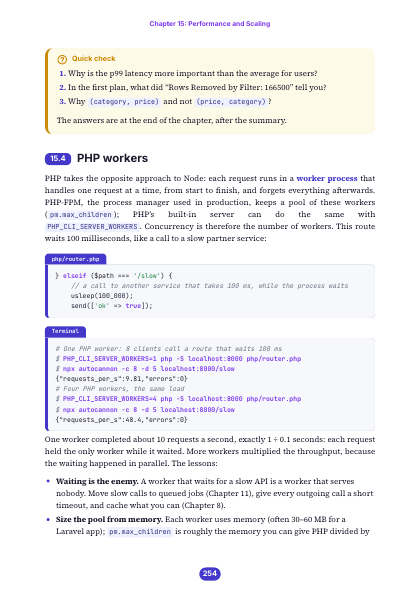 Chapter 15: Performance and Scaling
Quick check
1. Why is the p99 latency more important than the average for users?
2. In the first plan, what did “Rows Removed by Filter: 166500” tell you?
3. Why (category, price) and not (price, category)?
The answers are at the end of the chapter, after the summary.
15.4 PHP workers
PHP takes the opposite approach to Node: each request runs in a worker process that
handles one request at a time, from start to finish, and forgets everything afterwards.
PHP-FPM, the process manager used in production, keeps a pool of these workers
(pm.max_children); PHP’s built-in server can do the same with
PHP_CLI_SERVER_WORKERS. Concurrency is therefore the number of workers. This route
waits 100 milliseconds, like a call to a slow partner service:
php/router.php
} elseif ($path === '/slow') {
// a call to another service that takes 100 ms, while the process waits
usleep(100_000);
send(['ok' => true]);
Terminal
# One PHP worker: 8 clients call a route that waits 100 ms
$ PHP_CLI_SERVER_WORKERS=1 php -S localhost:8000 php/router.php
$ npx autocannon -c 8 -d 5 localhost:8000/slow
{"requests_per_s":9.81,"errors":0}
# Four PHP workers, the same load
$ PHP_CLI_SERVER_WORKERS=4 php -S localhost:8000 php/router.php
$ npx autocannon -c 8 -d 5 localhost:8000/slow
{"requests_per_s":48.4,"errors":0}
One worker completed about 10 requests a second, exactly 1 ÷ 0.1 seconds: each request
held the only worker while it waited. More workers multiplied the throughput, because
the waiting happened in parallel. The lessons:
• Waiting is the enemy. A worker that waits for a slow API is a worker that serves
nobody. Move slow calls to queued jobs (Chapter 11), give every outgoing call a short
timeout, and cache what you can (Chapter 8).
• Size the pool from memory. Each worker uses memory (often 30–60 MB for a
Laravel app); pm.max_children is roughly the memory you can give PHP divided by
254